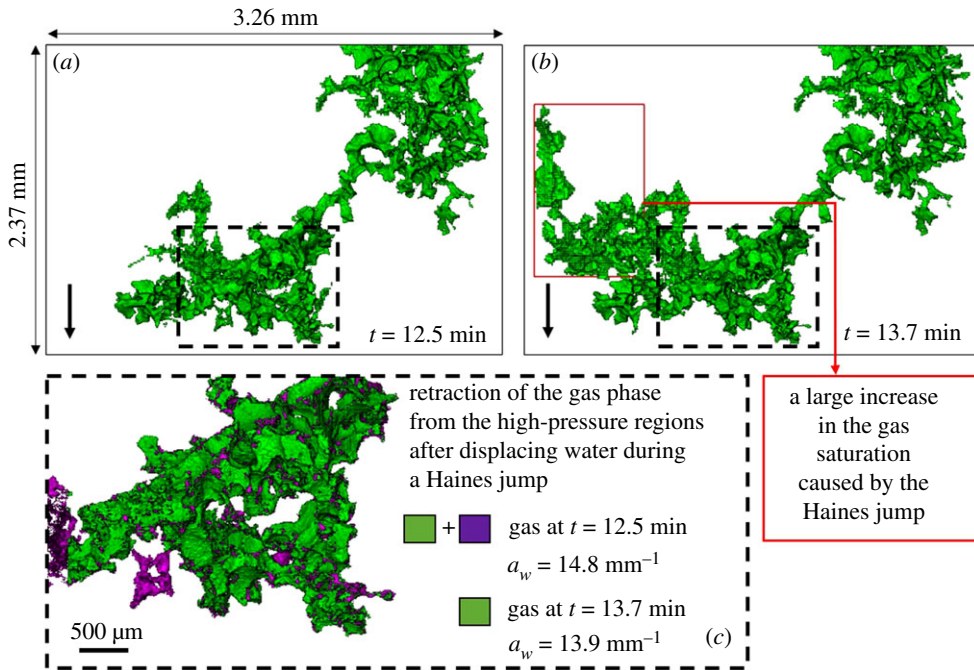 3.26 mm
2.37 mm
(a)
t = 12.5 min
(b)
t = 13.7 min
retraction of the gas phase
from the high-pressure regions
after displacing water during
a Haines jump
+ gas at t = 12.5 min
a_w = 14.8 mm⁻¹
gas at t = 13.7 min
a_w = 13.9 mm⁻¹
(c)
500 µm
a large increase
in the gas
saturation
caused by the
Haines jump